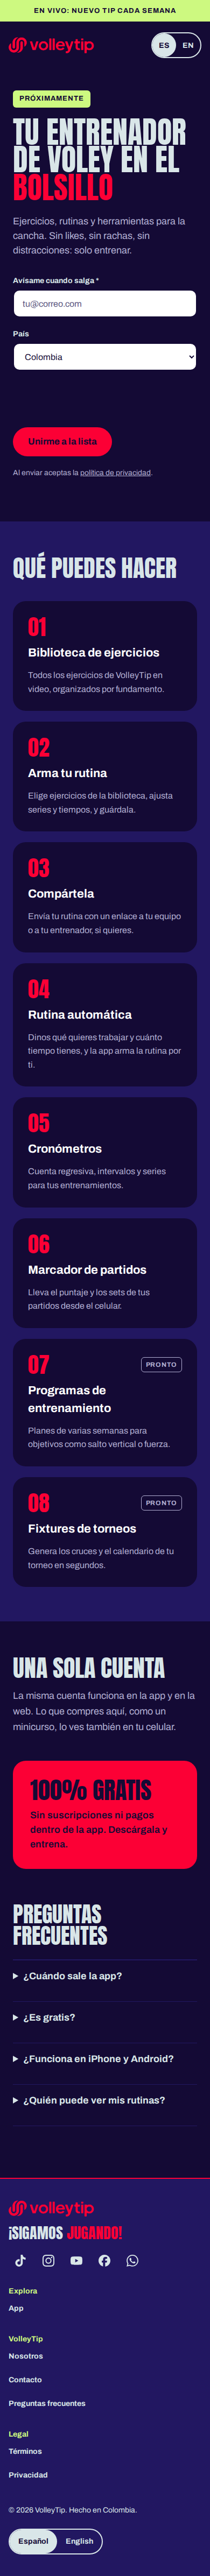 EN VIVO: NUEVO TIP CADA SEMANA
volleytip
ES EN
PRÓXIMAMENTE
TU ENTRENADOR
DE VOLEY EN EL
BOLSILLO
Ejercicios, rutinas y herramientas para la
cancha. Sin likes, sin rachas, sin
distracciones: solo entrenar.
Avísame cuando salga *
tu@correo.com
País
Colombia
Unirme a la lista
Al enviar aceptas la política de privacidad.
QUÉ PUEDES HACER
01
Biblioteca de ejercicios
Todos los ejercicios de VolleyTip en
video, organizados por fundamento.
02
Arma tu rutina
Elige ejercicios de la biblioteca, ajusta
series y tiempos, y guárdala.
03
Compártela
Envía tu rutina con un enlace a tu equipo
o a tu entrenador, si quieres.
04
Rutina automática
Dinos qué quieres trabajar y cuánto
tiempo tienes, y la app arma la rutina por
ti.
05
Cronómetros
Cuenta regresiva, intervalos y series
para tus entrenamientos.
06
Marcador de partidos
Lleva el puntaje y los sets de tus
partidos desde el celular.
07 PRONTO
Programas de
entrenamiento
Planes de varias semanas para
objetivos como salto vertical o fuerza.
08 PRONTO
Fixtures de torneos
Genera los cruces y el calendario de tu
torneo en segundos.
UNA SOLA CUENTA
La misma cuenta funciona en la app y en la
web. Lo que compres aquí, como un
minicurso, lo ves también en tu celular.
100% GRATIS
Sin suscripciones ni pagos
dentro de la app. Descárgala y
entrena.
PREGUNTAS
FRECUENTES
¿Cuándo sale la app?
¿Es gratis?
¿Funciona en iPhone y Android?
¿Quién puede ver mis rutinas?
volleytip
¡SIGAMOS JUGANDO!
Explora
App
VolleyTip
Nosotros
Contacto
Preguntas frecuentes
Legal
Términos
Privacidad
© 2026 VolleyTip. Hecho en Colombia.
Español English